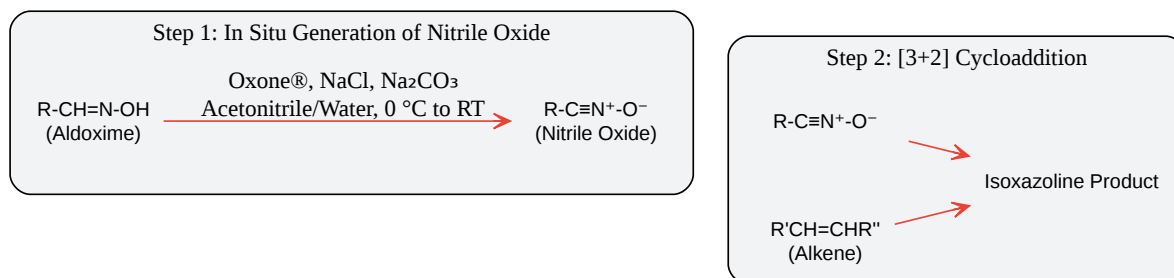 Step 1: In Situ Generation of Nitrile Oxide
Oxone®, NaCl, Na₂CO₃
Acetonitrile/Water, 0 °C to RT
R-CH=N-OH
(Aldoxime)
R-C≡N⁺-O⁻
(Nitrile Oxide)
Step 2: [3+2] Cycloaddition
R-C≡N⁺-O⁻
Isoxazoline Product
R'CH=CHR''
(Alkene)